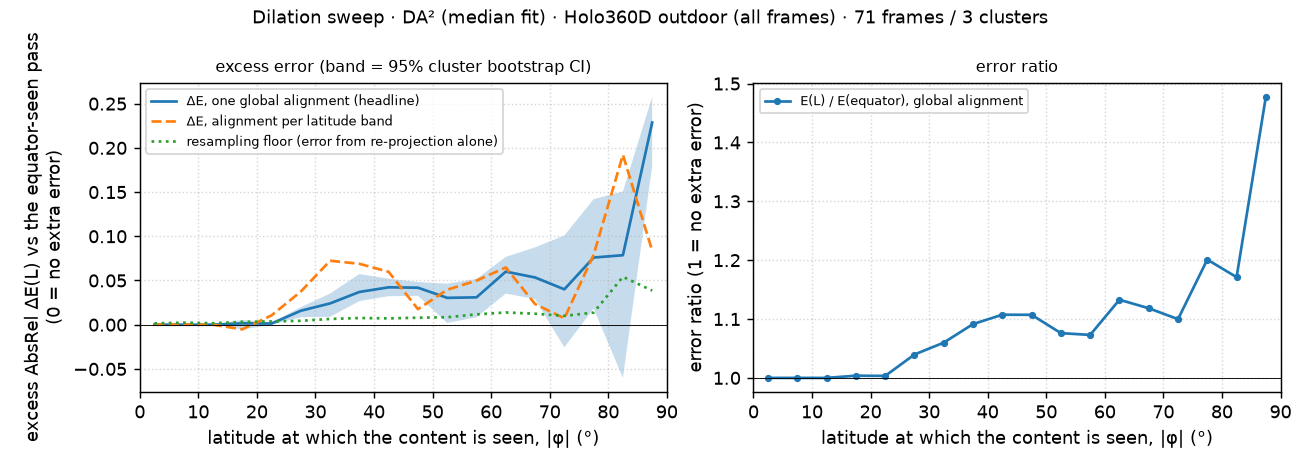 Dilation sweep · DA² (median fit) · Holo360D outdoor (all frames) · 71 frames / 3 clusters
excess error (band = 95% cluster bootstrap CI)
excess AbsRel ΔE(L) vs the equator-seen pass
(0 = no extra error)
0.25
0.20
0.15
0.10
0.05
0.00
−0.05
ΔE, one global alignment (headline)
ΔE, alignment per latitude band
resampling floor (error from re-projection alone)
0 10 20 30 40 50 60 70 80 90
latitude at which the content is seen, |φ| (°)
error ratio
error ratio (1 = no extra error)
1.5
1.4
1.3
1.2
1.1
1.0
E(L) / E(equator), global alignment
0 10 20 30 40 50 60 70 80 90
latitude at which the content is seen, |φ| (°)